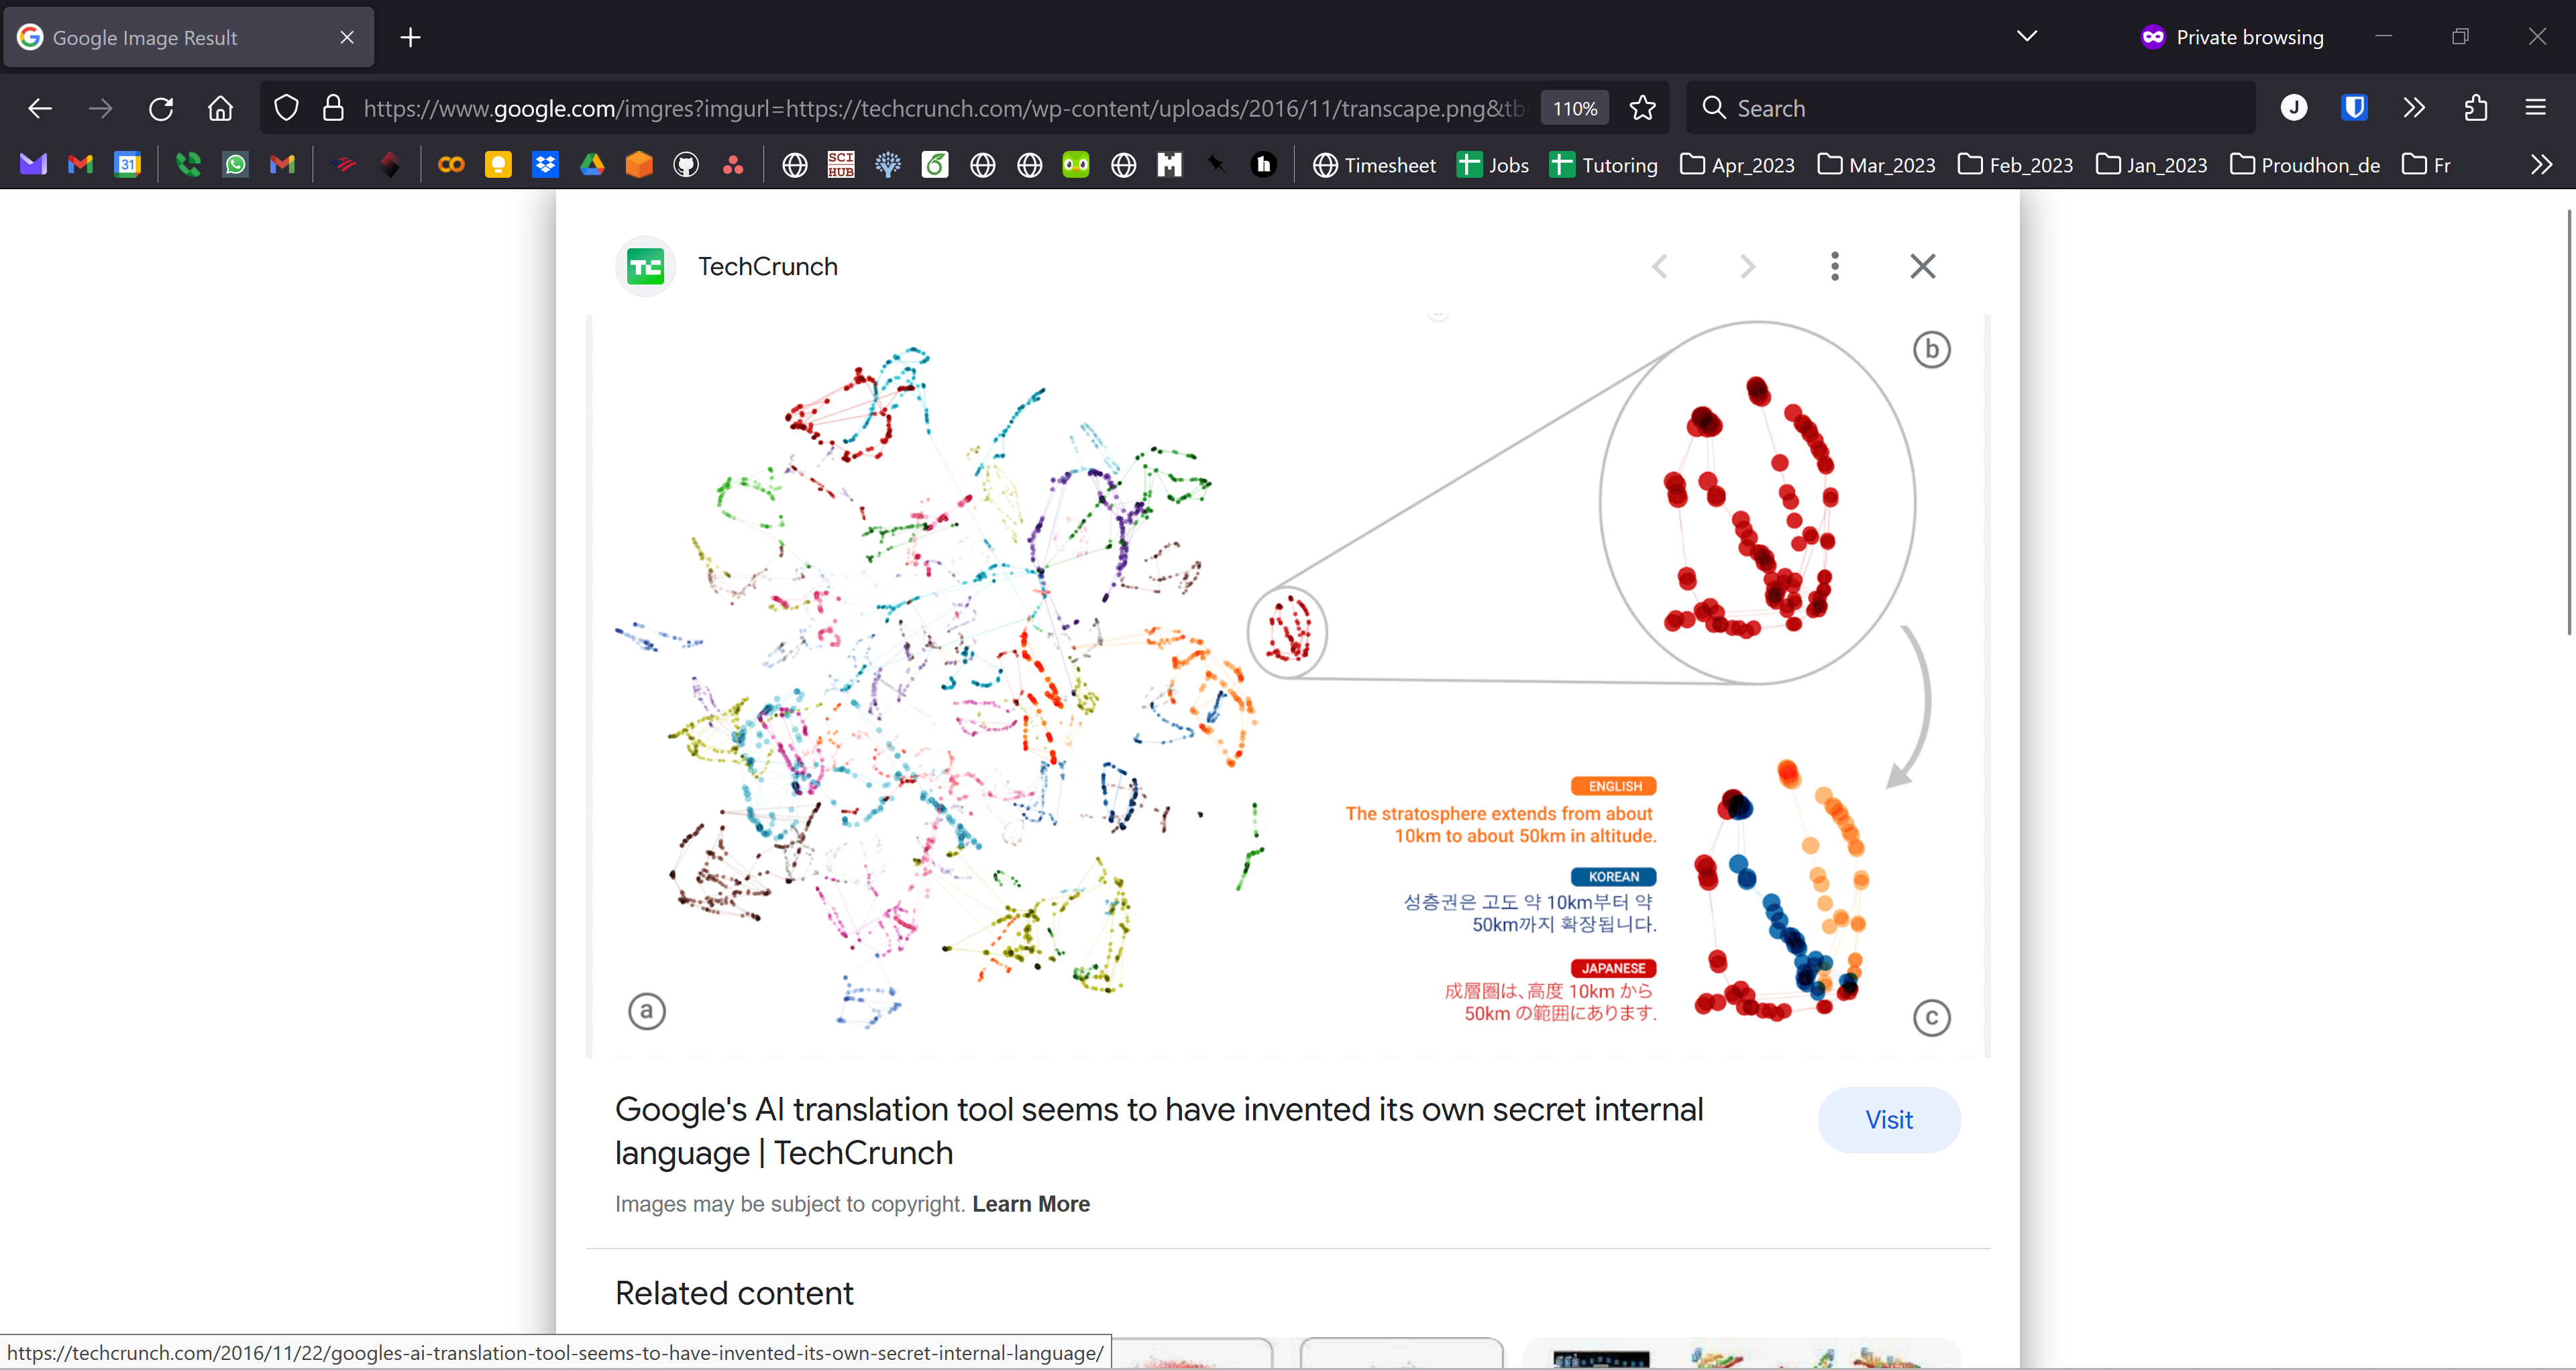 Google Image Result
Private browsing
https://www.google.com/imgres?imgurl=https://techcrunch.com/wp-content/uploads/2016/11/transcape.png&tb
110%
Search
J
31
SCI
HUB
Timesheet
Jobs
Tutoring
Apr_2023
Mar_2023
Feb_2023
Jan_2023
Proudhon_de
Fr
TC
TechCrunch
b
ENGLISH
The stratosphere extends from about
10km to about 50km in altitude.
KOREAN
성층권은 고도 약 10km부터 약
50km까지 확장됩니다.
JAPANESE
成層圏は、高度 10km から
50km の範囲にあります。
a
c
Google's AI translation tool seems to have invented its own secret internal
language | TechCrunch
Visit
Images may be subject to copyright. Learn More
Related content
https://techcrunch.com/2016/11/22/googles-ai-translation-tool-seems-to-have-invented-its-own-secret-internal-language/